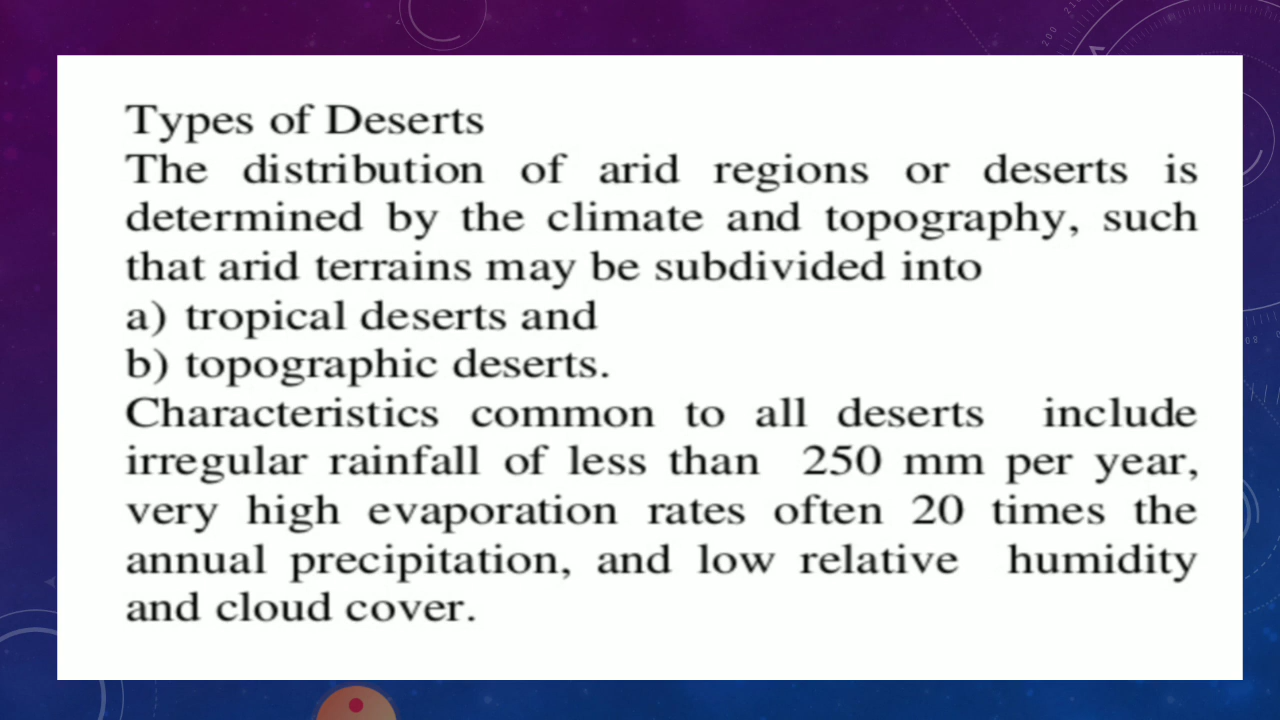 Types of Deserts
The distribution of arid regions or deserts is
determined by the climate and topography, such
that arid terrains may be subdivided into
a) tropical deserts and
b) topographic deserts.
Characteristics common to all deserts include
irregular rainfall of less than 250 mm per year,
very high evaporation rates often 20 times the
annual precipitation, and low relative humidity
and cloud cover.